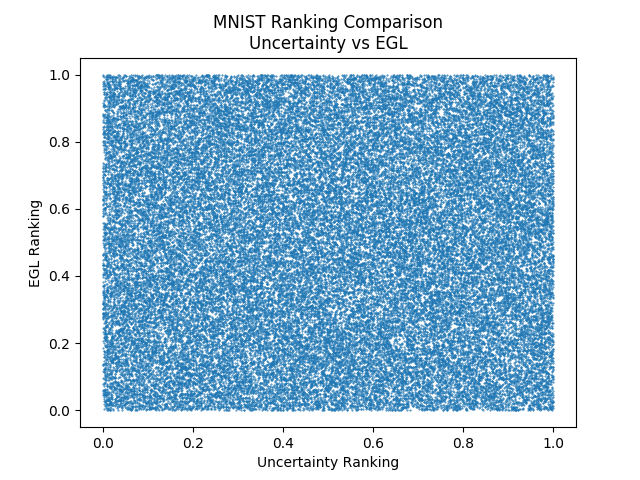 MNIST Ranking Comparison
Uncertainty vs EGL
1.0
0.8
0.6
0.4
0.2
0.0
EGL Ranking
0.0 0.2 0.4 0.6 0.8 1.0
Uncertainty Ranking